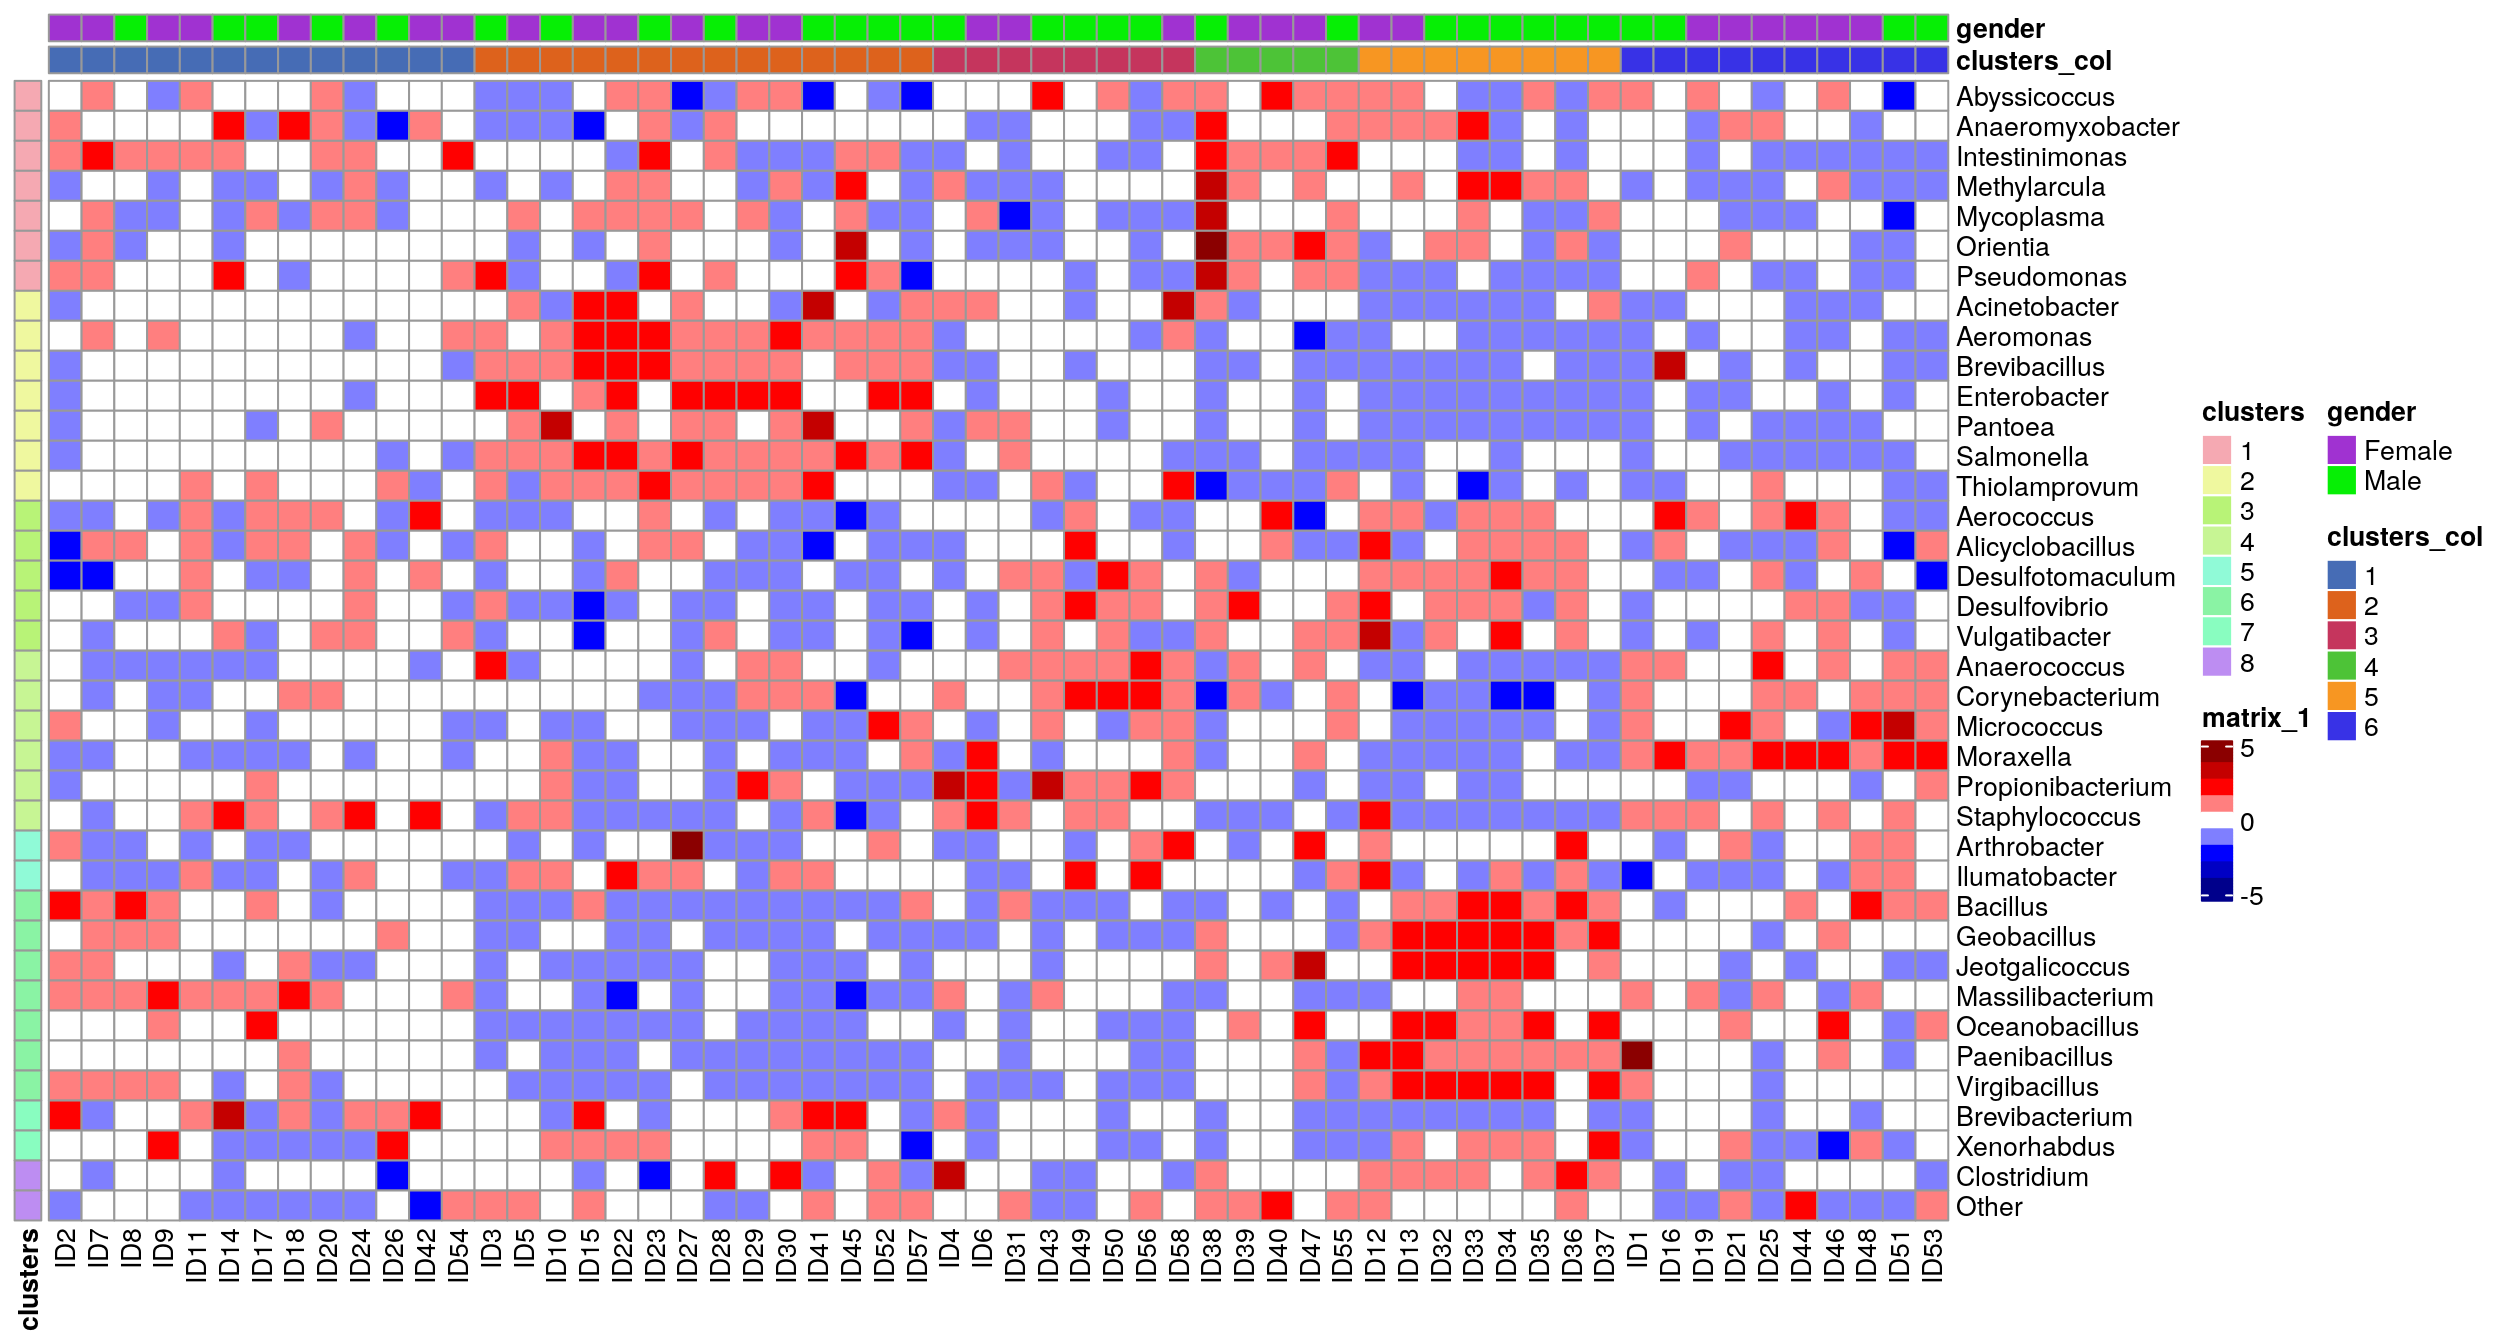 gender
clusters_col
Abyssicoccus
Anaeromyxobacter
Intestinimonas
Methylarcula
Mycoplasma
Orientia
Pseudomonas
Acinetobacter
Aeromonas
Brevibacillus
Enterobacter
Pantoea
Salmonella
Thiolamprovum
Aerococcus
Alicyclobacillus
Desulfotomaculum
Desulfovibrio
Vulgatibacter
Anaerococcus
Corynebacterium
Micrococcus
Moraxella
Propionibacterium
Staphylococcus
Arthrobacter
Ilumatobacter
Bacillus
Geobacillus
Jeotgalicoccus
Massilibacterium
Oceanobacillus
Paenibacillus
Virgibacillus
Brevibacterium
Xenorhabdus
Clostridium
Other
clusters
ID2
ID7
ID8
ID9
ID11
ID14
ID17
ID18
ID20
ID24
ID26
ID42
ID54
ID3
ID5
ID10
ID15
ID22
ID23
ID27
ID28
ID29
ID30
ID41
ID45
ID52
ID57
ID4
ID6
ID31
ID43
ID49
ID50
ID56
ID58
ID38
ID39
ID40
ID47
ID55
ID12
ID13
ID32
ID33
ID34
ID35
ID36
ID37
ID1
ID16
ID19
ID21
ID25
ID44
ID46
ID48
ID51
ID53
clusters
1
2
3
4
5
6
7
8
matrix_1
5
0
-5
gender
Female
Male
clusters_col
1
2
3
4
5
6